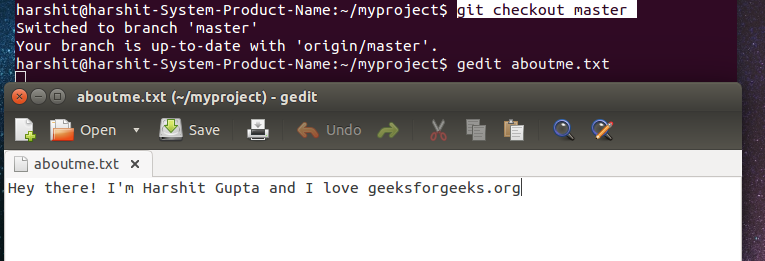 harshit@harshit-System-Product-Name:~/myproject$ git checkout master
Switched to branch 'master'
Your branch is up-to-date with 'origin/master'.
harshit@harshit-System-Product-Name:~/myproject$ gedit aboutme.txt
aboutme.txt (~/myproject) - gedit
Open Save Undo
aboutme.txt
Hey there! I'm Harshit Gupta and I love geeksforgeeks.org